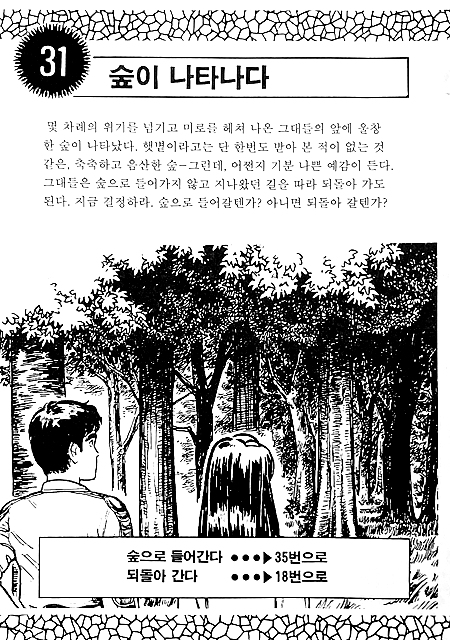 31
숲이 나타나다
몇 차례의 위기를 넘기고 미로를 헤쳐 나온 그대들의 앞에 울창
한 숲이 나타났다. 햇볕이라고는 단 한번도 받아 본 적이 없는 것
같은, 축축하고 음산한 숲—그런데, 어쩐지 기분 나쁜 예감이 든다.
그대들은 숲으로 들어가지 않고 지나왔던 길을 따라 되돌아 가도
된다. 지금 결정하라. 숲으로 들어갈텐가? 아니면 되돌아 갈텐가?
숲으로 들어간다 ●●●▶35번으로
되돌아 간다 ●●●▶18번으로